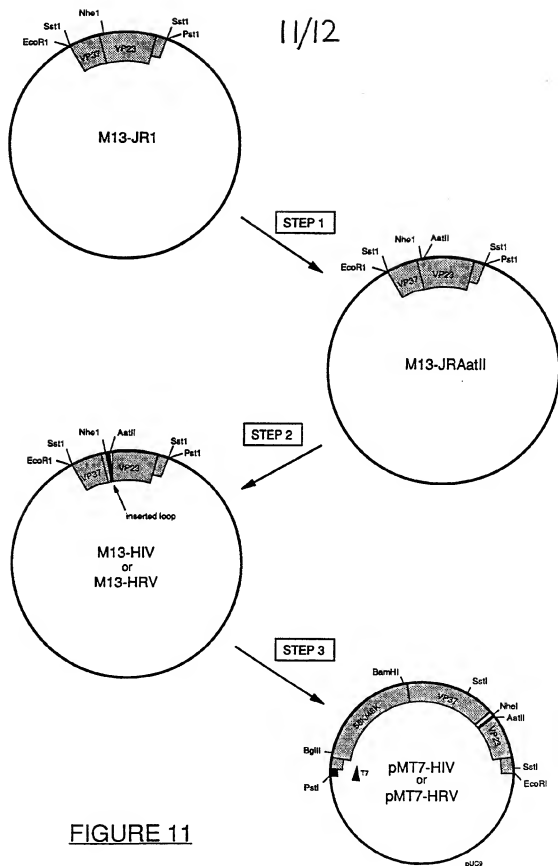 11/12
Nhe1
Sst1
Sst1
EcoR1
Pst1
VP37
VP23
M13-JR1
STEP 1
Nhe1
AatII
Sst1
Sst1
EcoR1
Pst1
VP37
VP23
M13-JRAatII
STEP 2
Nhe1
AatII
Sst1
Sst1
EcoR1
Pst1
VP37
VP23
inserted loop
M13-HIV
or
M13-HRV
STEP 3
BamHI
SstI
VP37
NheI
AatII
VP23
BglII
T7
SstI
PstI
EcoRI
pMT7-HIV
or
pMT7-HRV
pUC9
FIGURE 11